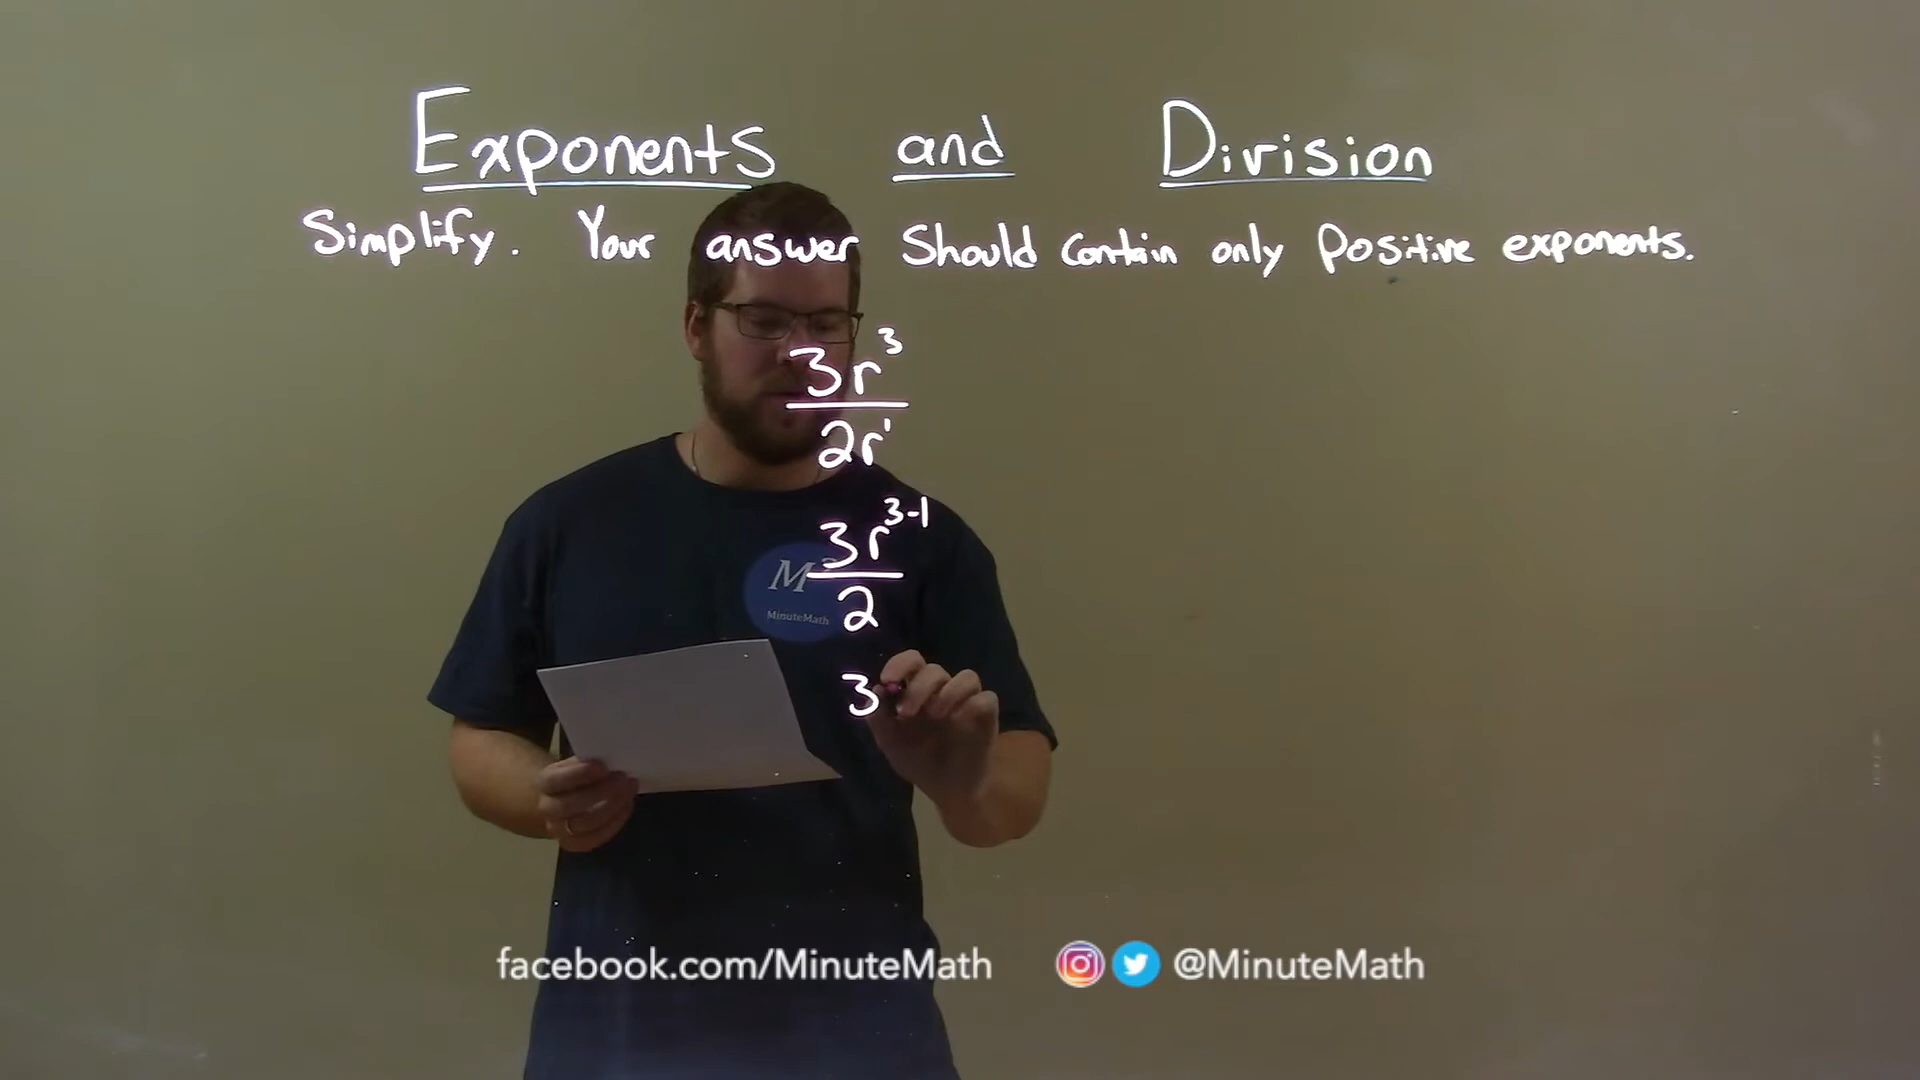 Exponents and Division
Simplify. Your answer should contain only positive exponents.
3r³
2r¹
3r³⁻¹
2
M
MinuteMath
3
facebook.com/MinuteMath @MinuteMath